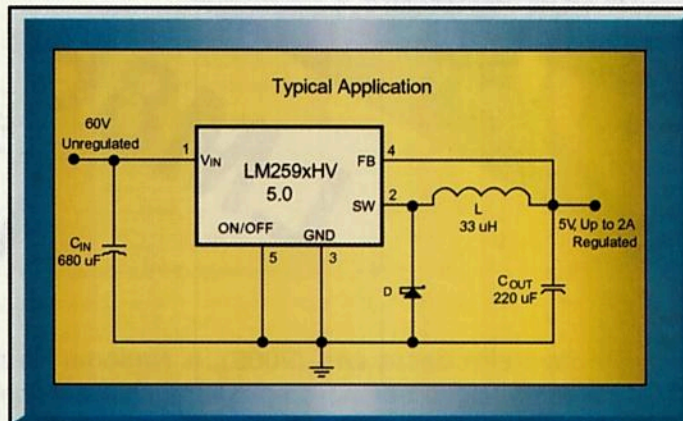 Typical Application
60V
Unregulated
1
VIN
LM259xHV
5.0
FB
4
SW
2
ON/OFF
GND
5
3
L
33 uH
5V, Up to 2A
Regulated
CIN
680 uF
D
COUT
220 uF